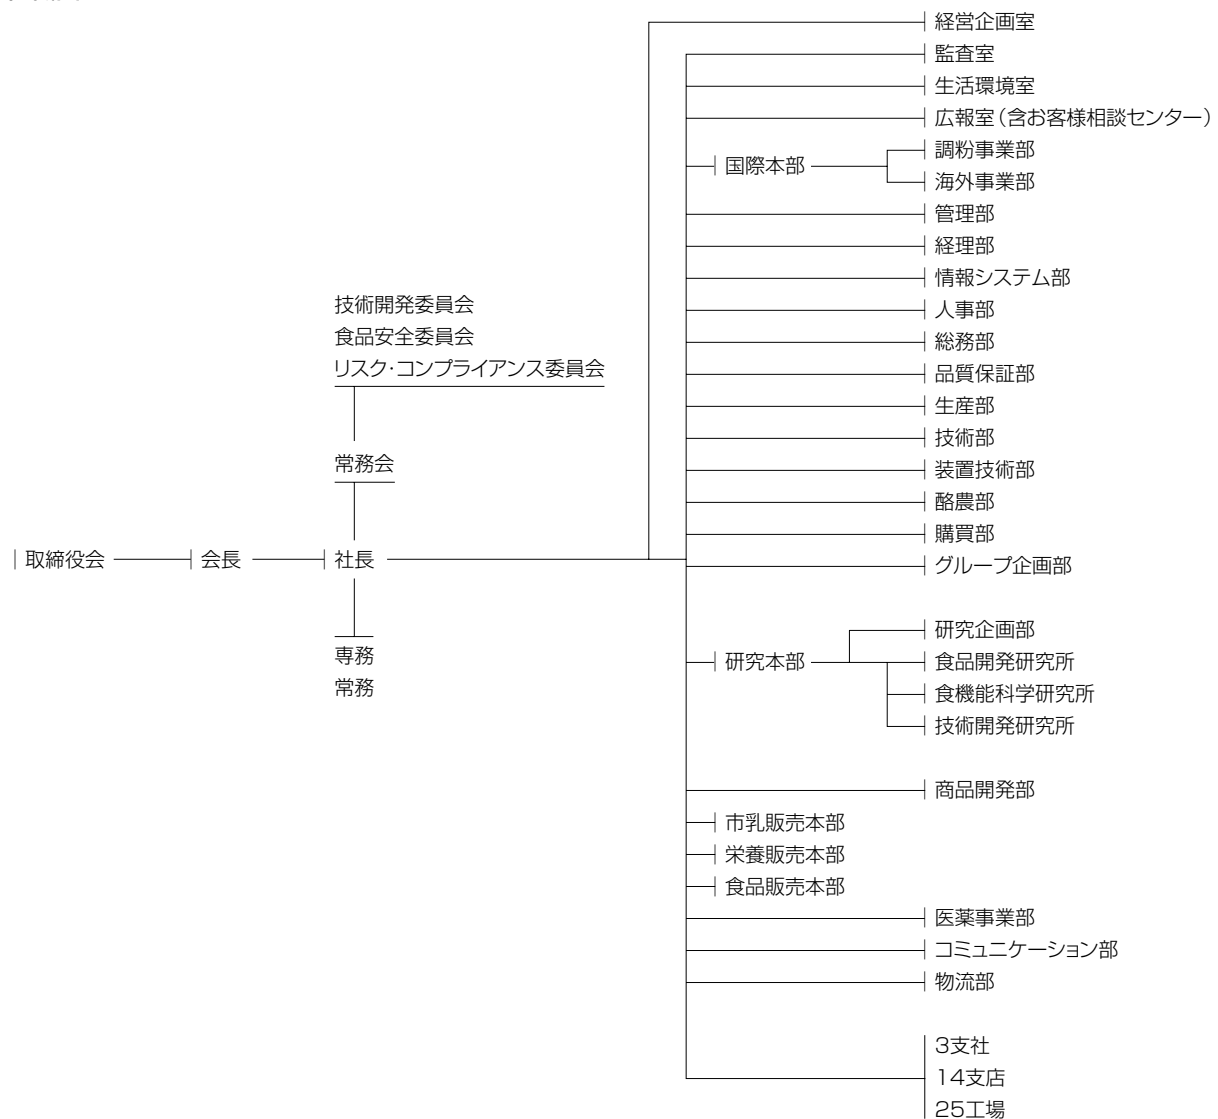 経営企画室
監査室
生活環境室
広報室(含お客様相談センター)
国際本部
調粉事業部
海外事業部
管理部
経理部
情報システム部
人事部
総務部
品質保証部
生産部
技術部
装置技術部
酪農部
購買部
グループ企画部
技術開発委員会
食品安全委員会
リスク・コンプライアンス委員会
常務会
取締役会
会長
社長
専務
常務
研究本部
研究企画部
食品開発研究所
食機能科学研究所
技術開発研究所
商品開発部
市乳販売本部
栄養販売本部
食品販売本部
医薬事業部
コミュニケーション部
物流部
3支社
14支店
25工場